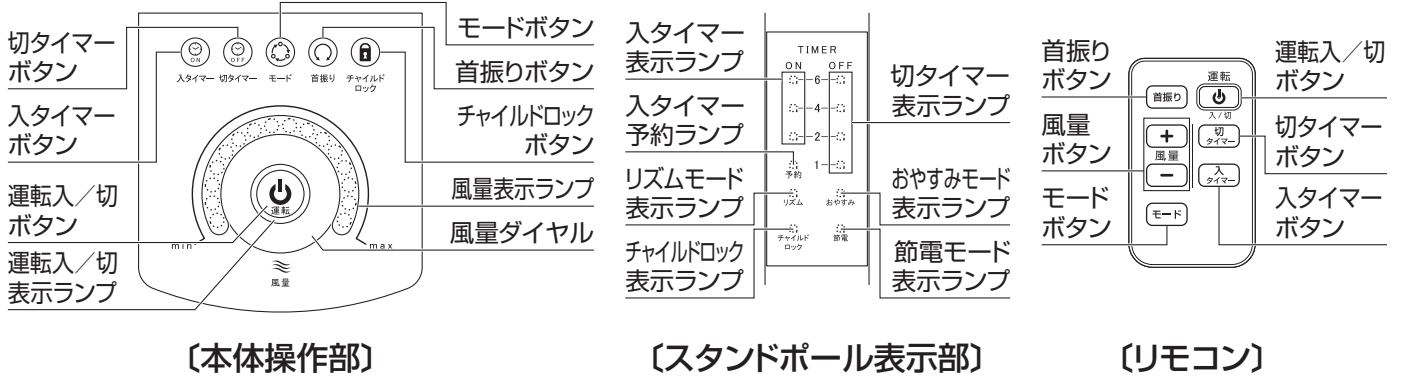 切タイマー
ボタン
入タイマー
ボタン
運転入／切
ボタン
運転入／切
表示ランプ
ON
OFF
入タイマー
切タイマー
モード
首振り
チャイルド
ロック
運転
min
max
風量
モードボタン
首振りボタン
チャイルドロック
ボタン
風量表示ランプ
風量ダイヤル
〔本体操作部〕
入タイマー
表示ランプ
入タイマー
予約ランプ
リズムモード
表示ランプ
チャイルドロック
表示ランプ
TIMER
ON OFF
6
4
2
1
予約
リズム
おやすみ
チャイルド
ロック
節電
切タイマー
表示ランプ
おやすみモード
表示ランプ
節電モード
表示ランプ
〔スタンドポール表示部〕
首振り
ボタン
風量
ボタン
モード
ボタン
運転
首振り
入/切
+
風量
−
切
タイマー
入
タイマー
モード
運転入／切
ボタン
切タイマー
ボタン
入タイマー
ボタン
〔リモコン〕